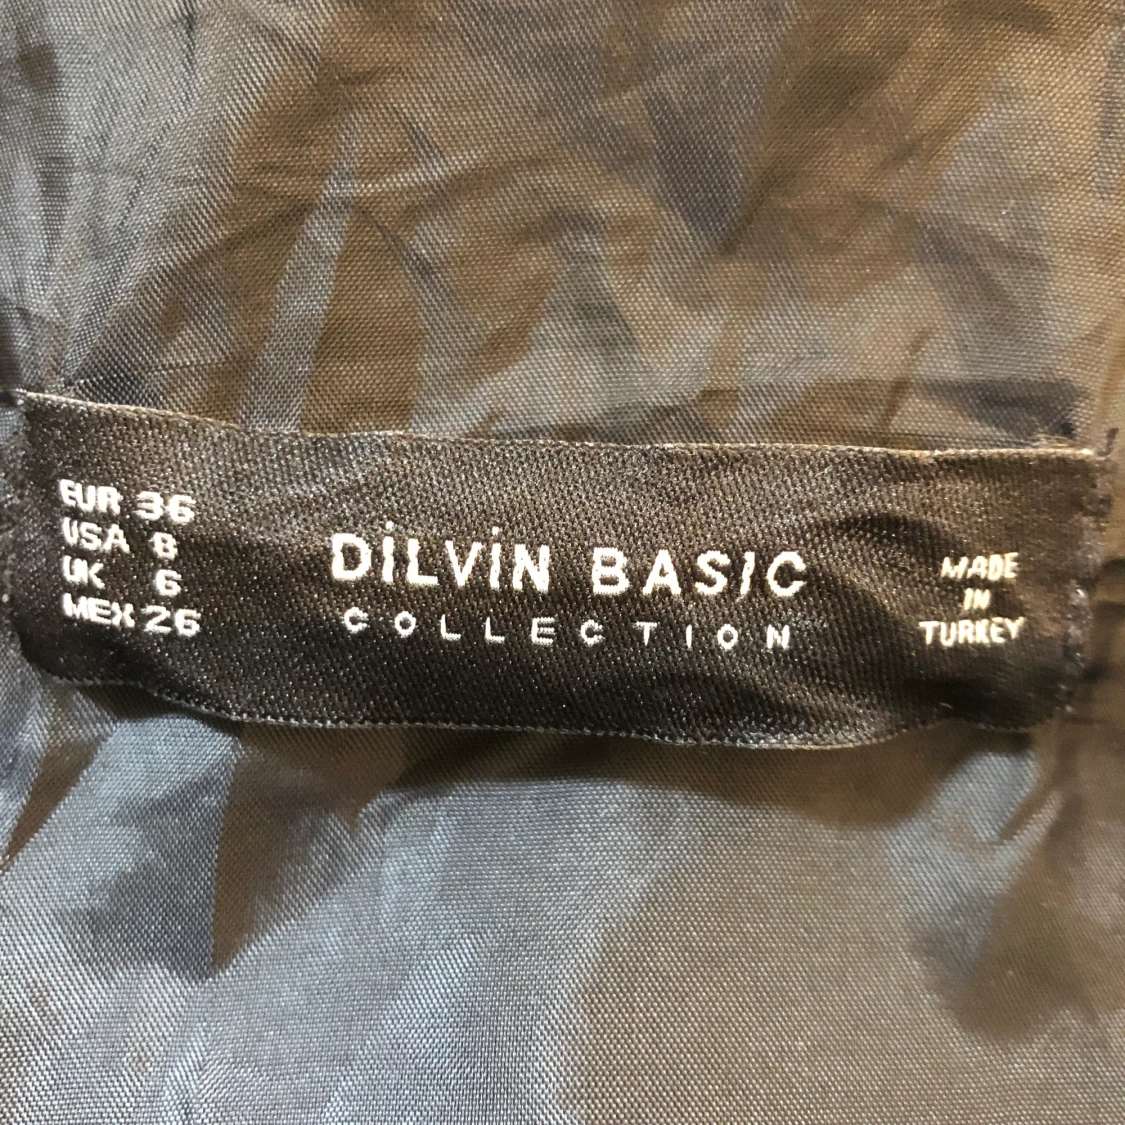 EUR 36
USA 8
UK 6
MEX 26
DİLVİN BASIC
COLLECTION
MADE
IN
TURKEY